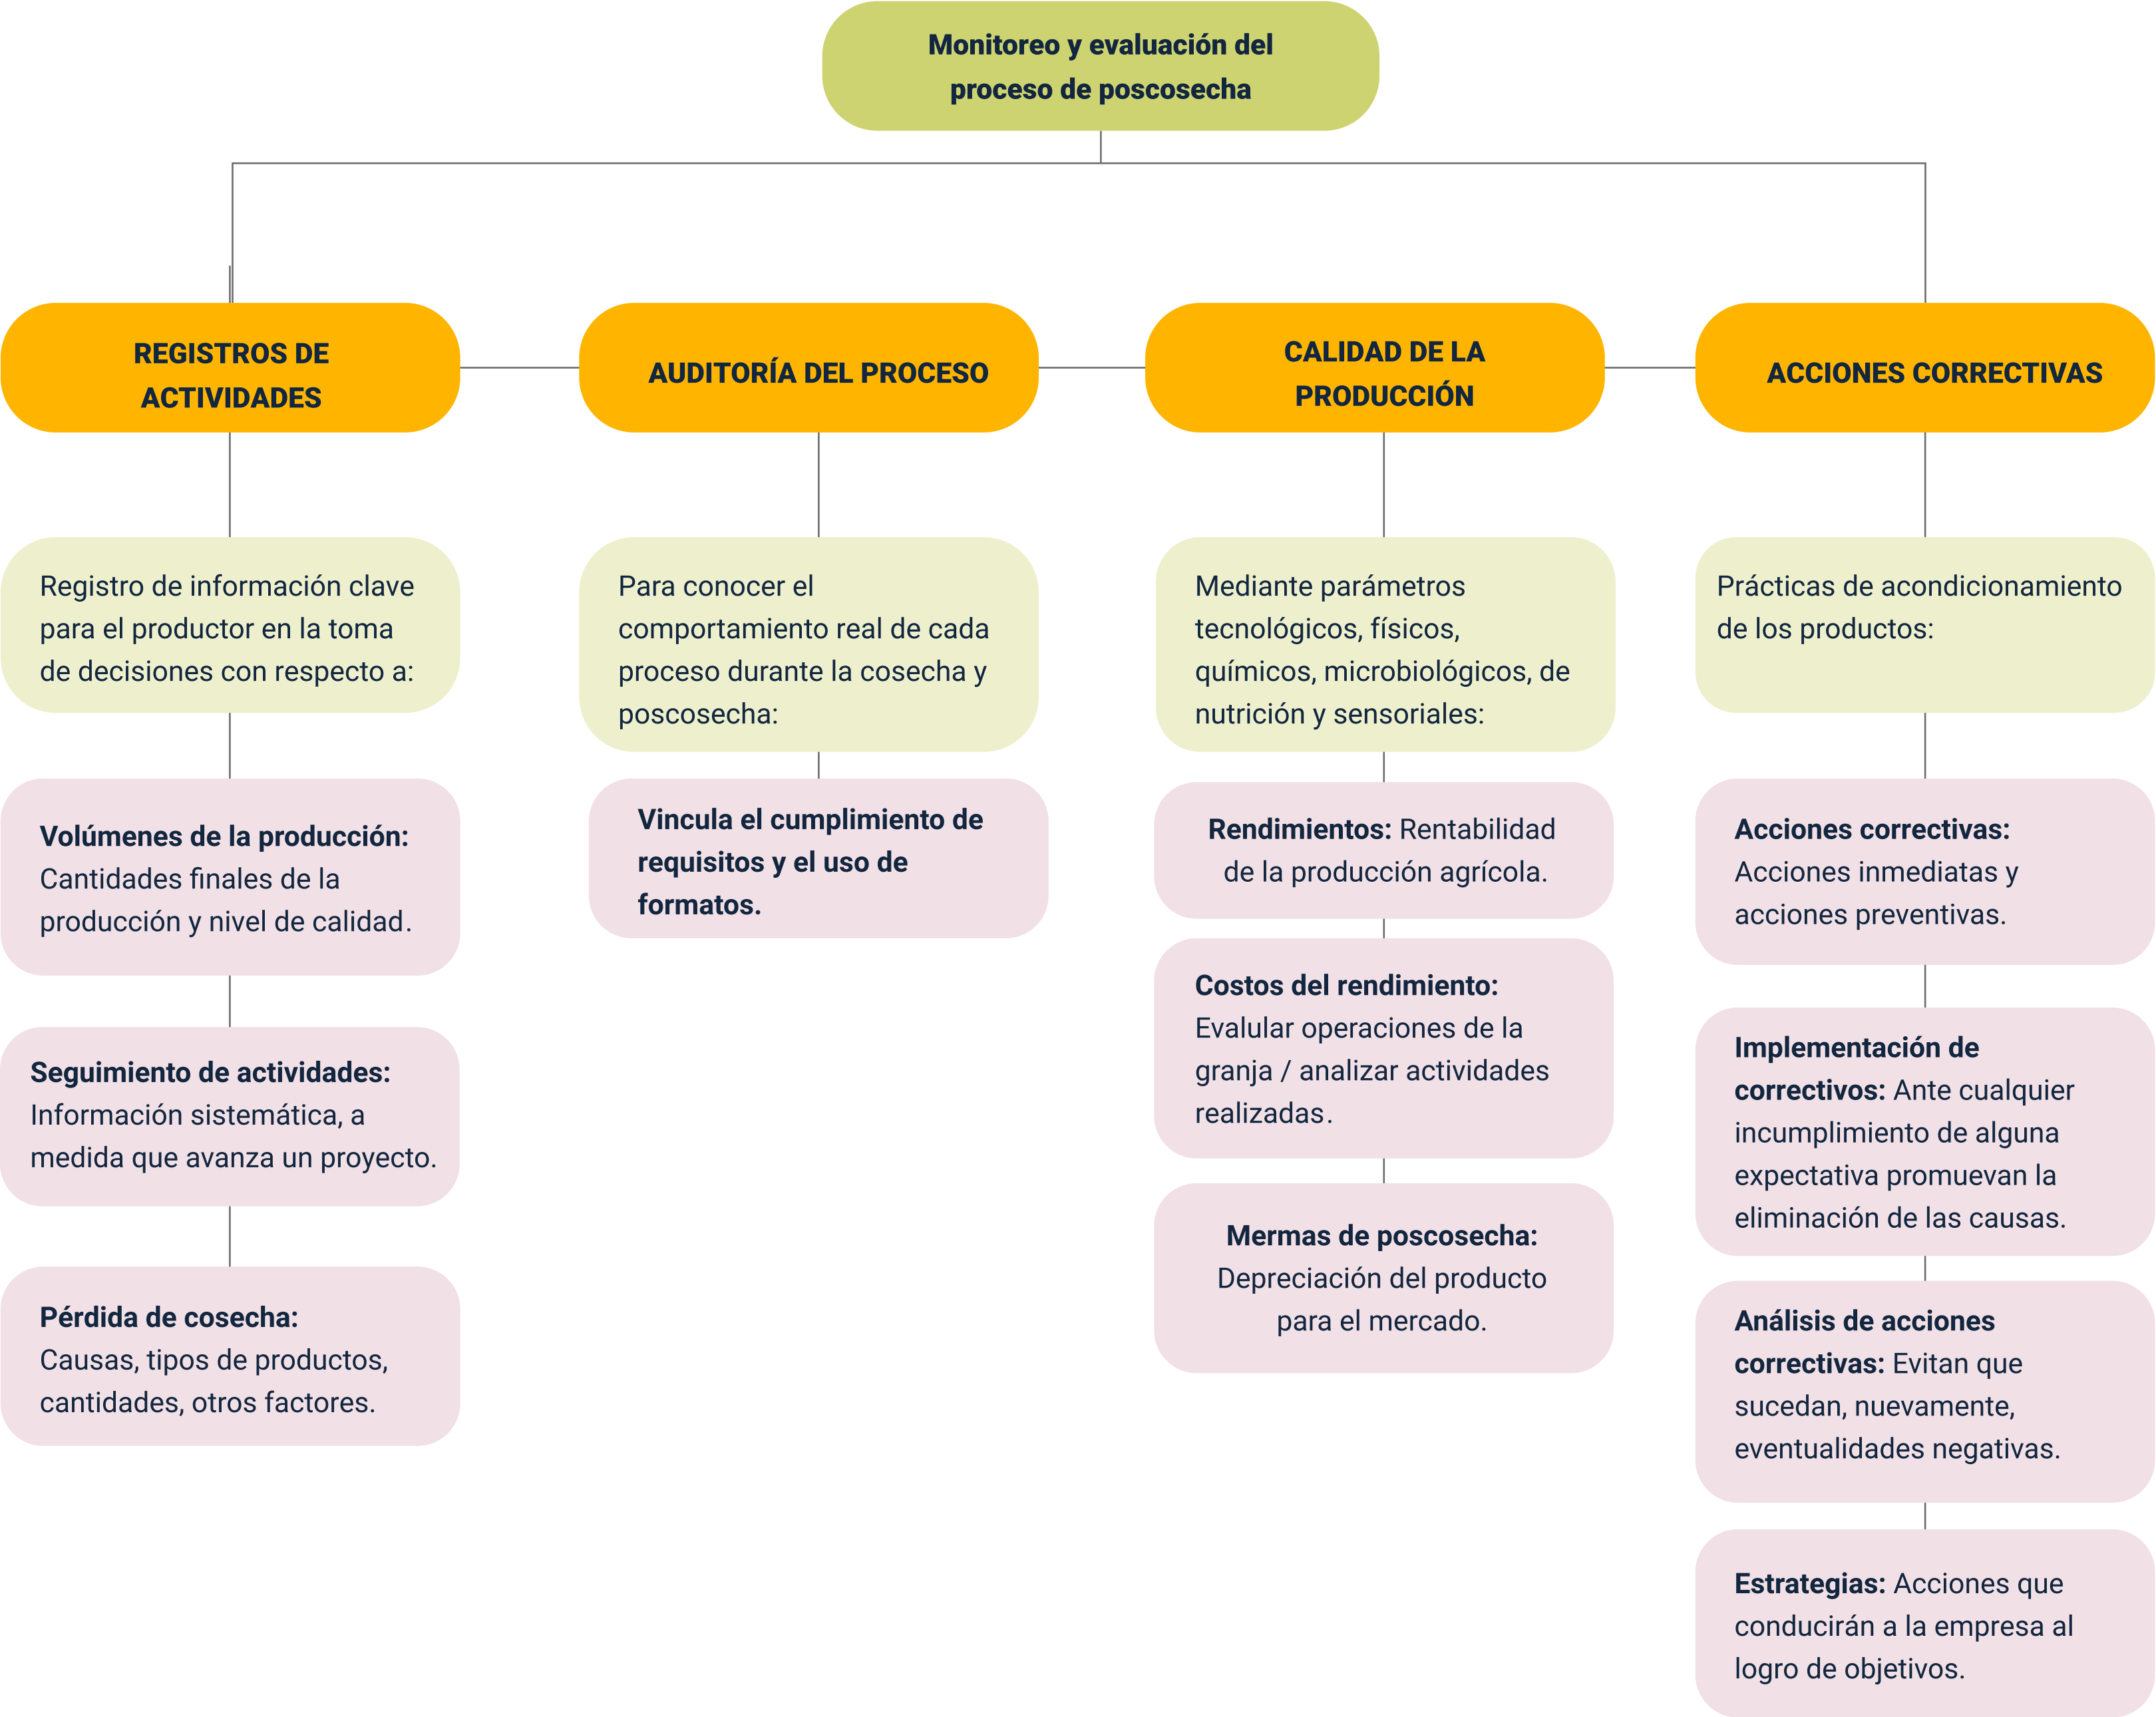 Monitoreo y evaluación del
proceso de poscosecha
REGISTROS DE
ACTIVIDADES
AUDITORÍA DEL PROCESO
CALIDAD DE LA
PRODUCCIÓN
ACCIONES CORRECTIVAS
Registro de información clave
para el productor en la toma
de decisiones con respecto a:
Volúmenes de la producción:
Cantidades finales de la
producción y nivel de calidad.
Seguimiento de actividades:
Información sistemática, a
medida que avanza un proyecto.
Pérdida de cosecha:
Causas, tipos de productos,
cantidades, otros factores.
Para conocer el
comportamiento real de cada
proceso durante la cosecha y
poscosecha:
Vincula el cumplimiento de
requisitos y el uso de
formatos.
Mediante parámetros
tecnológicos, físicos,
químicos, microbiológicos, de
nutrición y sensoriales:
Rendimientos: Rentabilidad
de la producción agrícola.
Costos del rendimiento:
Evalular operaciones de la
granja / analizar actividades
realizadas.
Mermas de poscosecha:
Depreciación del producto
para el mercado.
Prácticas de acondicionamiento
de los productos:
Acciones correctivas:
Acciones inmediatas y
acciones preventivas.
Implementación de
correctivos: Ante cualquier
incumplimiento de alguna
expectativa promuevan la
eliminación de las causas.
Análisis de acciones
correctivas: Evitan que
sucedan, nuevamente,
eventualidades negativas.
Estrategias: Acciones que
conducirán a la empresa al
logro de objetivos.